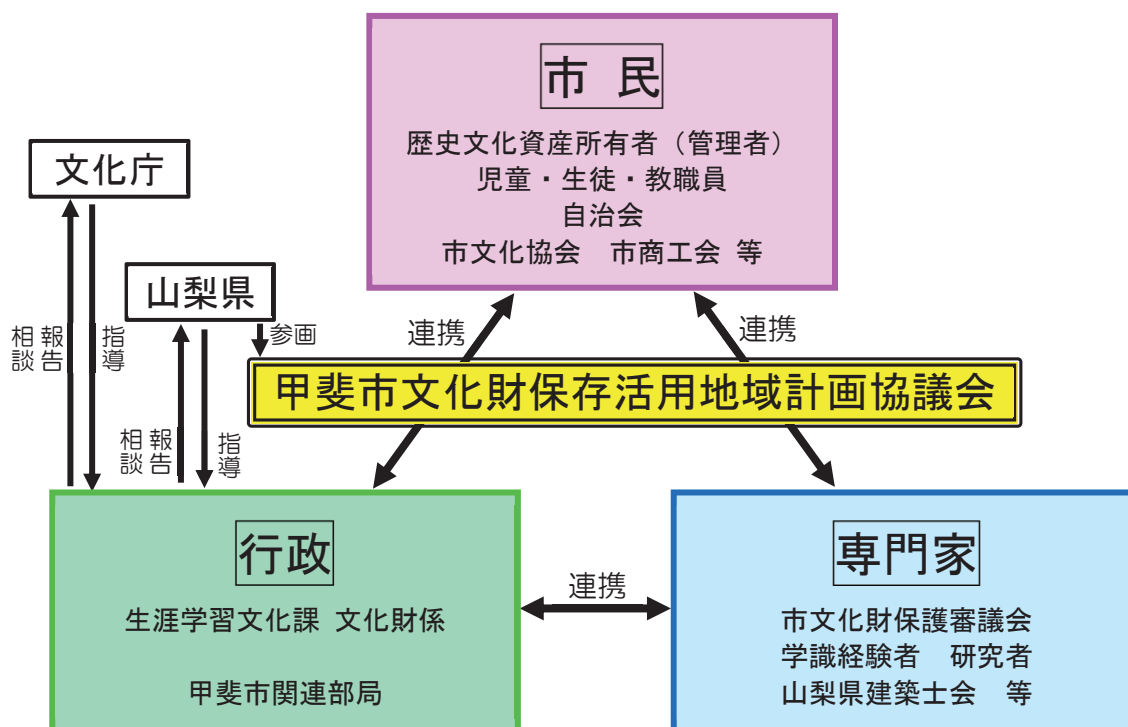 市 民
歴史文化資産所有者（管理者）
児童・生徒・教職員
自治会
市文化協会 市商工会 等
文化庁
山梨県
相談
報告
指導
参画
連携
連携
甲斐市文化財保存活用地域計画協議会
相談
報告
指導
行政
生涯学習文化課 文化財係
甲斐市関連部局
連携
専門家
市文化財保護審議会
学識経験者 研究者
山梨県建築士会 等